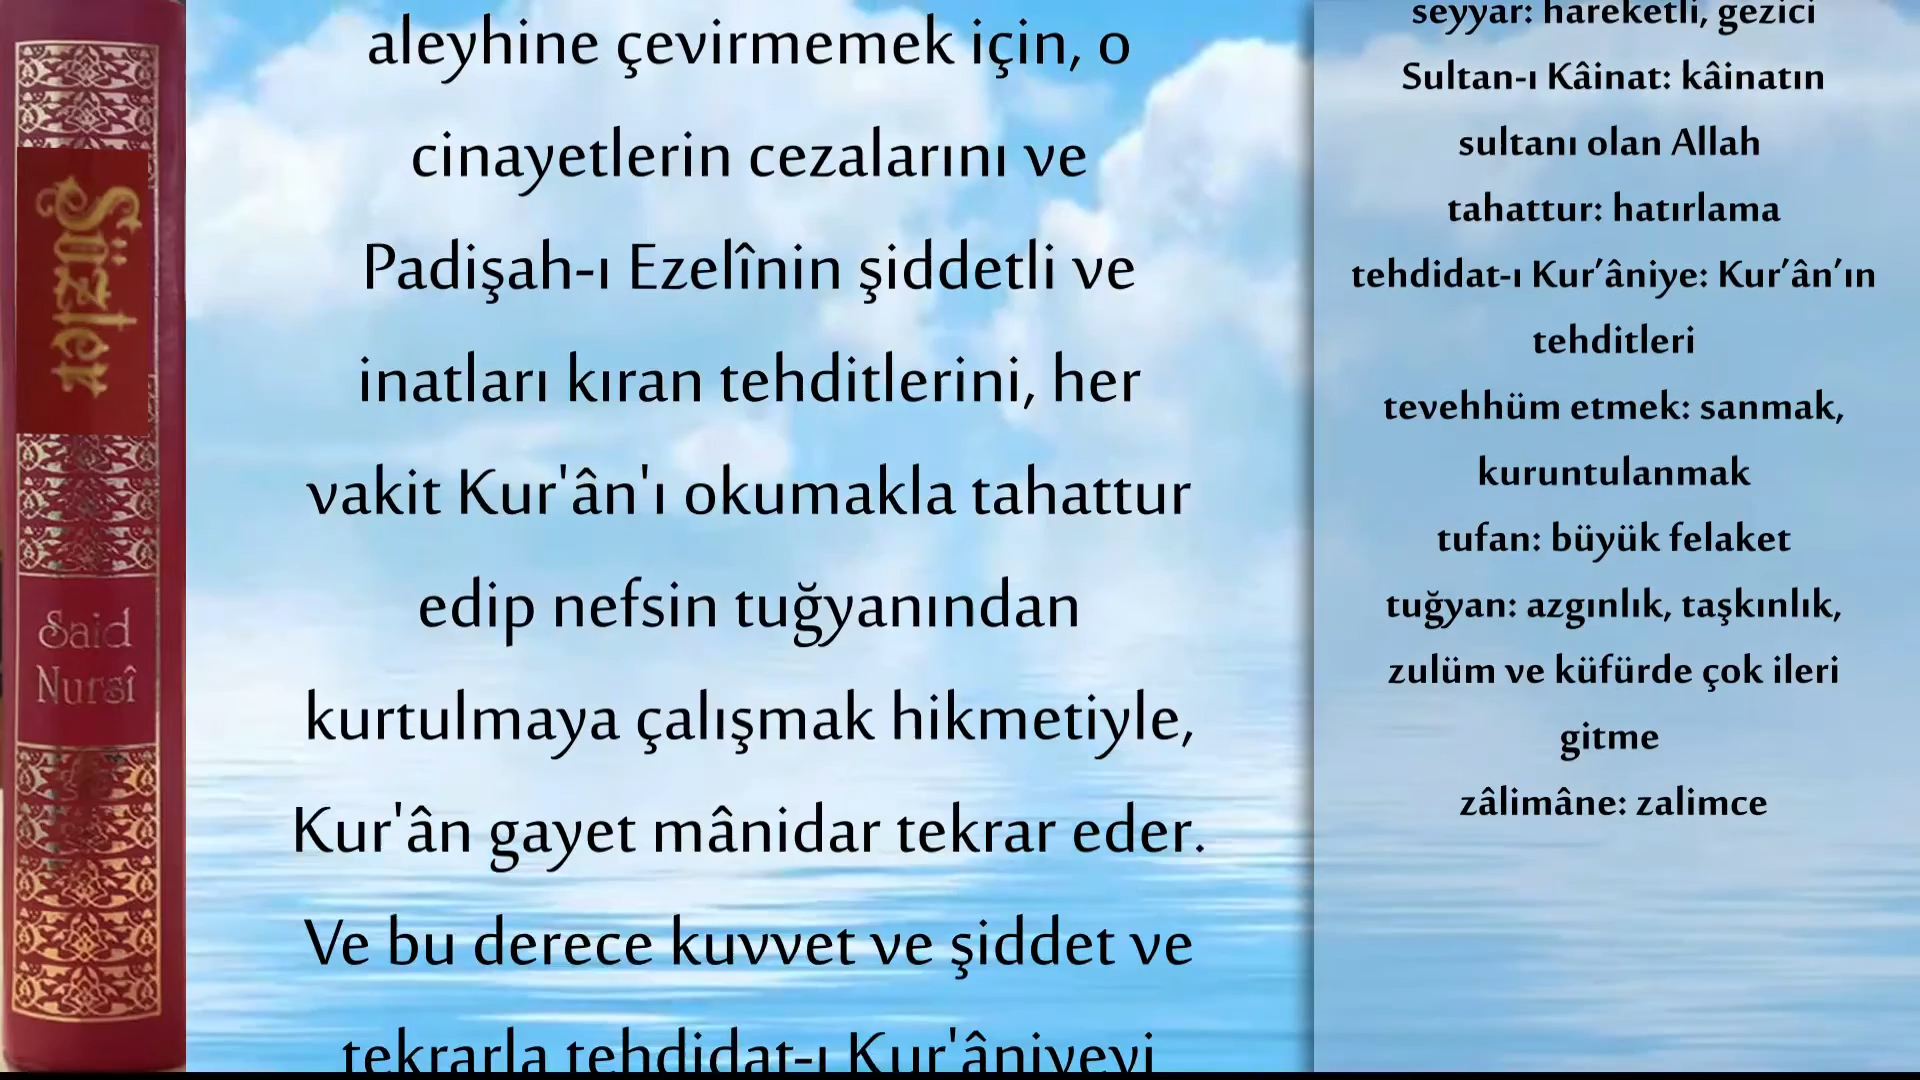 Sözler
Said
Nursî
aleyhine çevirmemek için, o
cinayetlerin cezalarını ve
Padişah-ı Ezelînin şiddetli ve
inatları kıran tehditlerini, her
vakit Kur'ân'ı okumakla tahattur
edip nefsin tuğyanından
kurtulmaya çalışmak hikmetiyle,
Kur'ân gayet mânidar tekrar eder.
Ve bu derece kuvvet ve şiddet ve
tekrarla tehdidat-ı Kur'âniyeyi
seyyar: hareketli, gezici
Sultan-ı Kâinat: kâinatın
sultanı olan Allah
tahattur: hatırlama
tehdidat-ı Kur’âniye: Kur’ân’ın
tehditleri
tevehhüm etmek: sanmak,
kuruntulanmak
tufan: büyük felaket
tuğyan: azgınlık, taşkınlık,
zulüm ve küfürde çok ileri
gitme
zâlimâne: zalimce